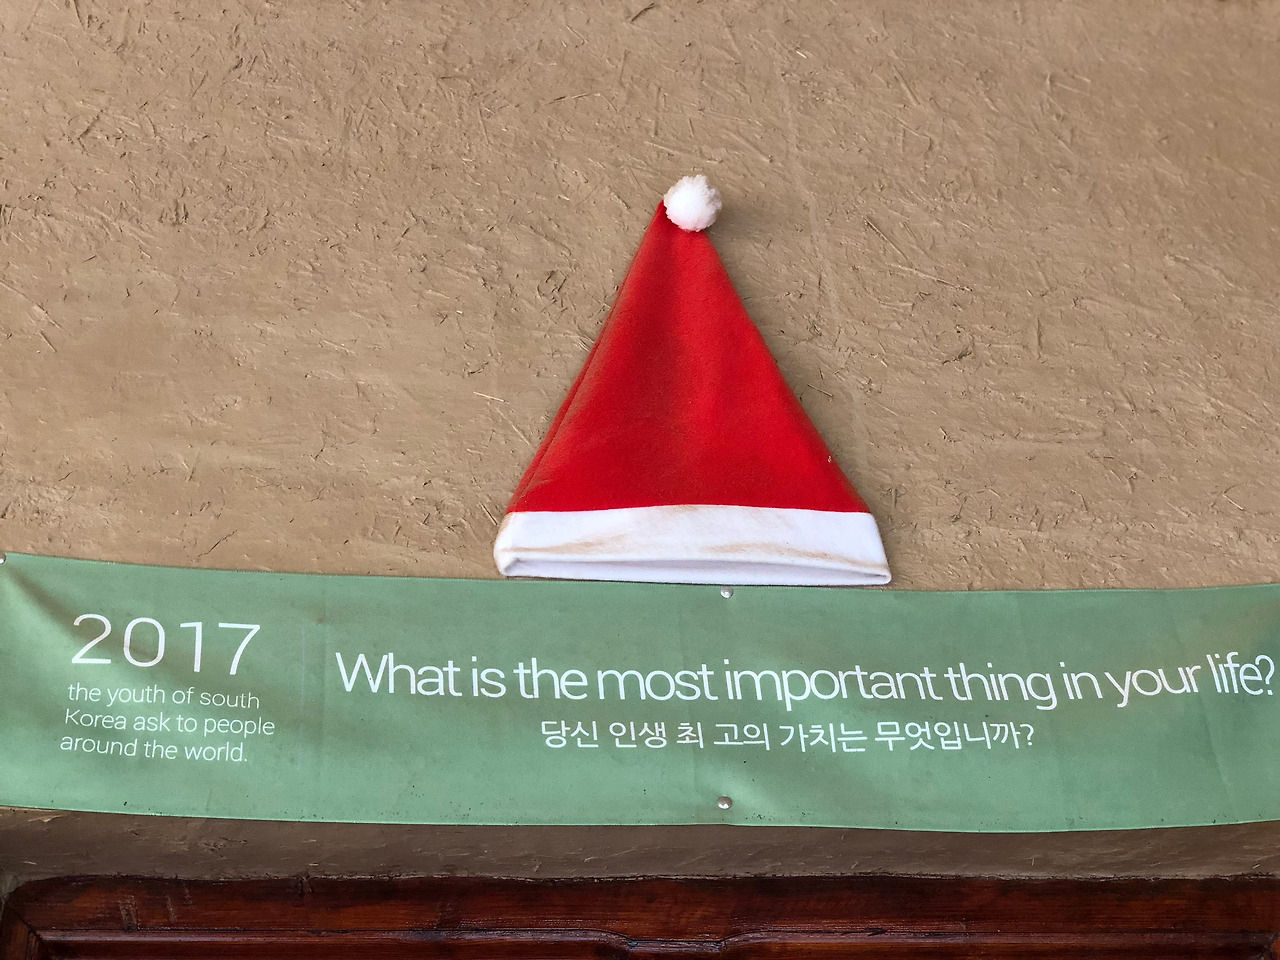 2017
the youth of south
Korea ask to people
around the world.
What is the most important thing in your life?
당신 인생 최 고의 가치는 무엇입니까?